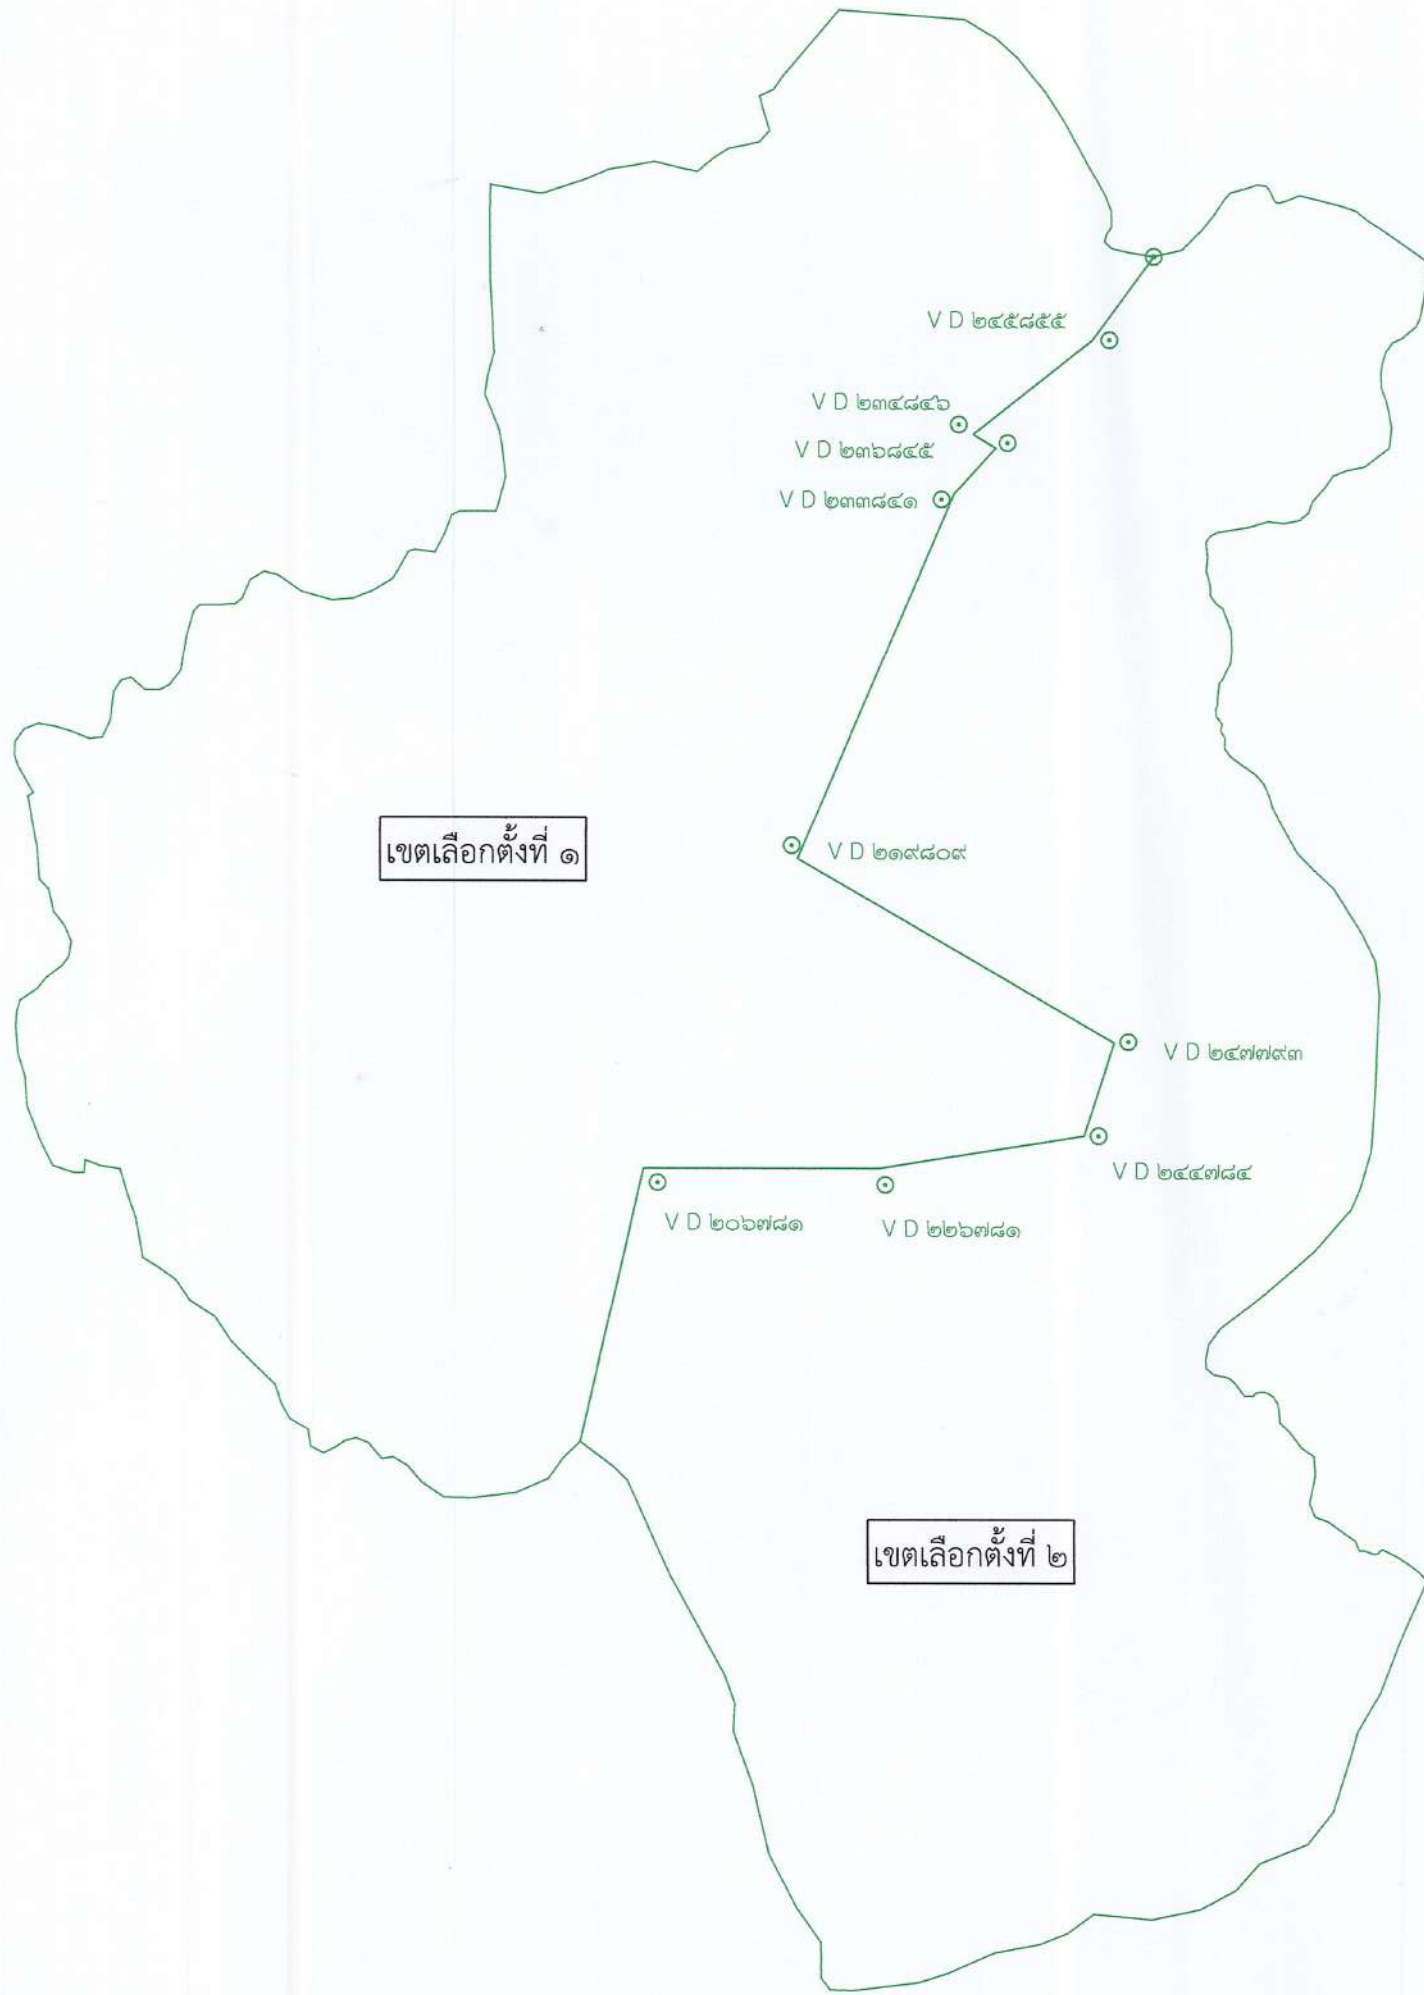 V D ๒๔๕๘๕๕
V D ๒๓๔๘๔๖
V D ๒๓๖๘๔๕
V D ๒๓๓๘๔๑
เขตเลือกตั้งที่ ๑
V D ๒๑๙๘๐๙
V D ๒๔๗๗๙๓
V D ๒๔๔๗๘๔
V D ๒๐๖๗๘๑
V D ๒๒๖๗๘๑
เขตเลือกตั้งที่ ๒